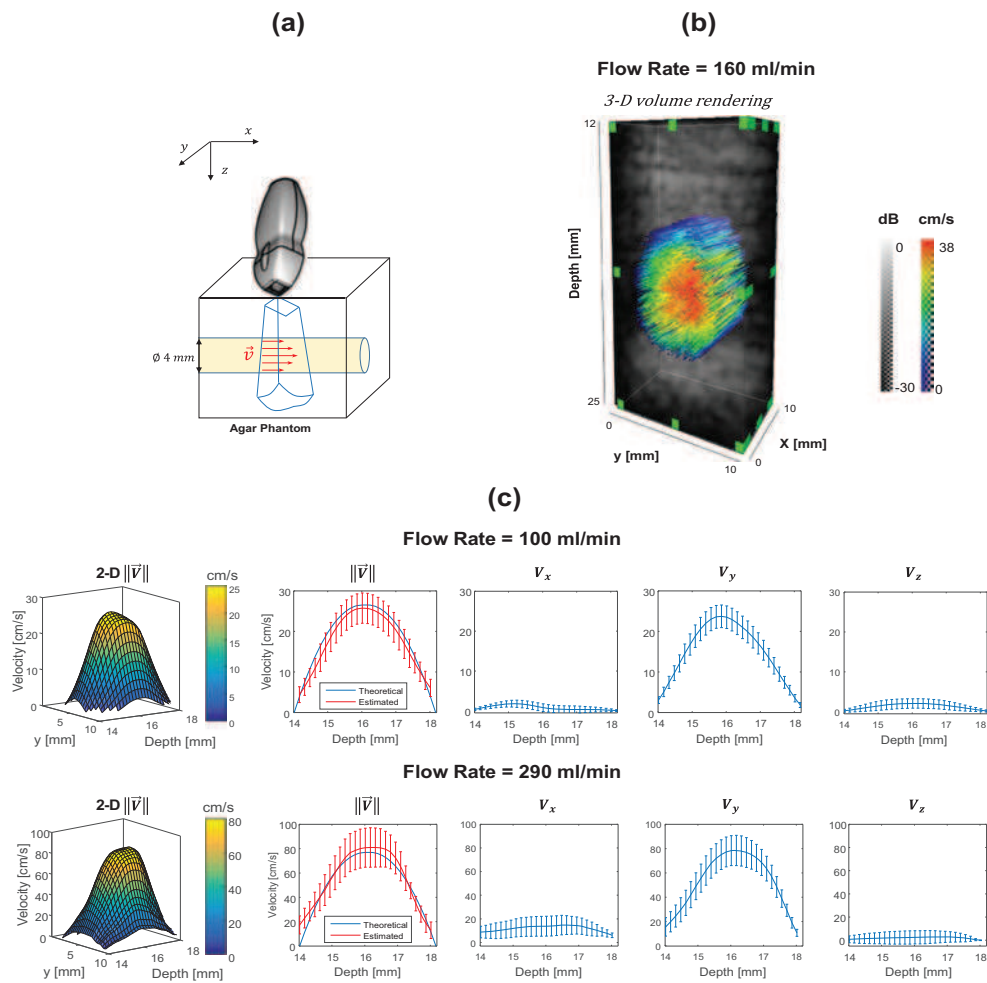 (a)
x
y
z
Ø 4 mm
v⃗
Agar Phantom
(b)
Flow Rate = 160 ml/min
3-D volume rendering
12
Depth [mm]
25
0
y [mm]
10
0
X [mm]
10
dB
0
-30
cm/s
38
0
(c)
Flow Rate = 100 ml/min
2-D ‖V⃗‖
cm/s
30
20
10
0
Velocity [cm/s]
5
10
y [mm]
14
16
18
Depth [mm]
25
20
15
10
5
0
‖V⃗‖
30
20
10
0
Velocity [cm/s]
Theoretical
Estimated
14 15 16 17 18
Depth [mm]
Vx
30
20
10
0
14 15 16 17 18
Depth [mm]
Vy
30
20
10
0
14 15 16 17 18
Depth [mm]
Vz
30
20
10
0
14 15 16 17 18
Depth [mm]
Flow Rate = 290 ml/min
2-D ‖V⃗‖
cm/s
100
80
60
40
20
0
Velocity [cm/s]
5
10
y [mm]
14
16
18
Depth [mm]
80
60
40
20
0
‖V⃗‖
100
80
60
40
20
0
Velocity [cm/s]
Theoretical
Estimated
14 15 16 17 18
Depth [mm]
Vx
100
80
60
40
20
0
14 15 16 17 18
Depth [mm]
Vy
100
80
60
40
20
0
14 15 16 17 18
Depth [mm]
Vz
100
80
60
40
20
0
14 15 16 17 18
Depth [mm]